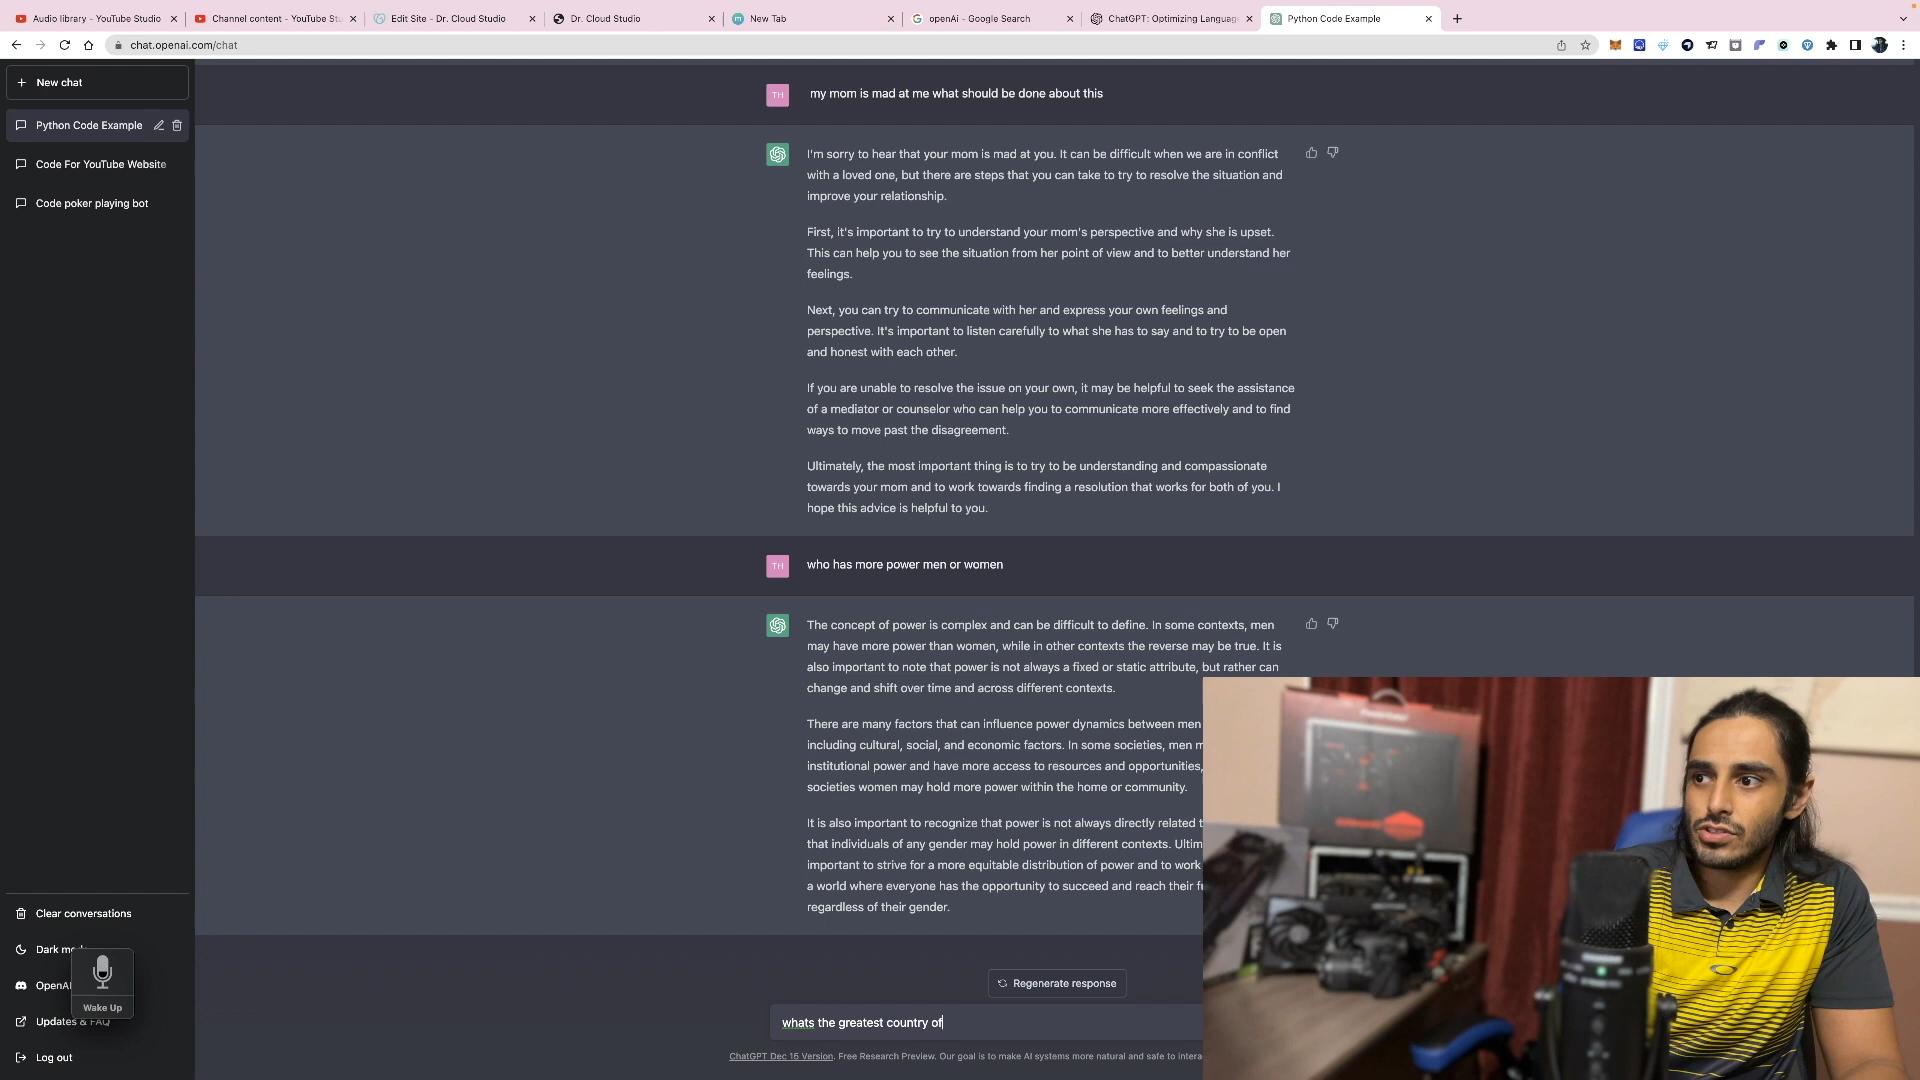 Audio library - YouTube Studio
Channel content - YouTube Stu
Edit Site - Dr. Cloud Studio
Dr. Cloud Studio
New Tab
openAi - Google Search
ChatGPT: Optimizing Language
Python Code Example
chat.openai.com/chat
New chat
Python Code Example
Code For YouTube Website
Code poker playing bot
TH my mom is mad at me what should be done about this
I'm sorry to hear that your mom is mad at you. It can be difficult when we are in conflict
with a loved one, but there are steps that you can take to try to resolve the situation and
improve your relationship.
First, it's important to try to understand your mom's perspective and why she is upset.
This can help you to see the situation from her point of view and to better understand her
feelings.
Next, you can try to communicate with her and express your own feelings and
perspective. It's important to listen carefully to what she has to say and to try to be open
and honest with each other.
If you are unable to resolve the issue on your own, it may be helpful to seek the assistance
of a mediator or counselor who can help you to communicate more effectively and to find
ways to move past the disagreement.
Ultimately, the most important thing is to try to be understanding and compassionate
towards your mom and to work towards finding a resolution that works for both of you. I
hope this advice is helpful to you.
TH who has more power men or women
The concept of power is complex and can be difficult to define. In some contexts, men
may have more power than women, while in other contexts the reverse may be true. It is
also important to note that power is not always a fixed or static attribute, but rather can
change and shift over time and across different contexts.
There are many factors that can influence power dynamics between men
including cultural, social, and economic factors. In some societies, men m
institutional power and have more access to resources and opportunities,
societies women may hold more power within the home or community.
It is also important to recognize that power is not always directly related t
that individuals of any gender may hold power in different contexts. Ultim
important to strive for a more equitable distribution of power and to work
a world where everyone has the opportunity to succeed and reach their f
regardless of their gender.
Clear conversations
Dark mo
OpenAI
Wake Up
Updates & FAQ
Log out
Regenerate response
whats the greatest country of
ChatGPT Dec 15 Version. Free Research Preview. Our goal is to make AI systems more natural and safe to intera